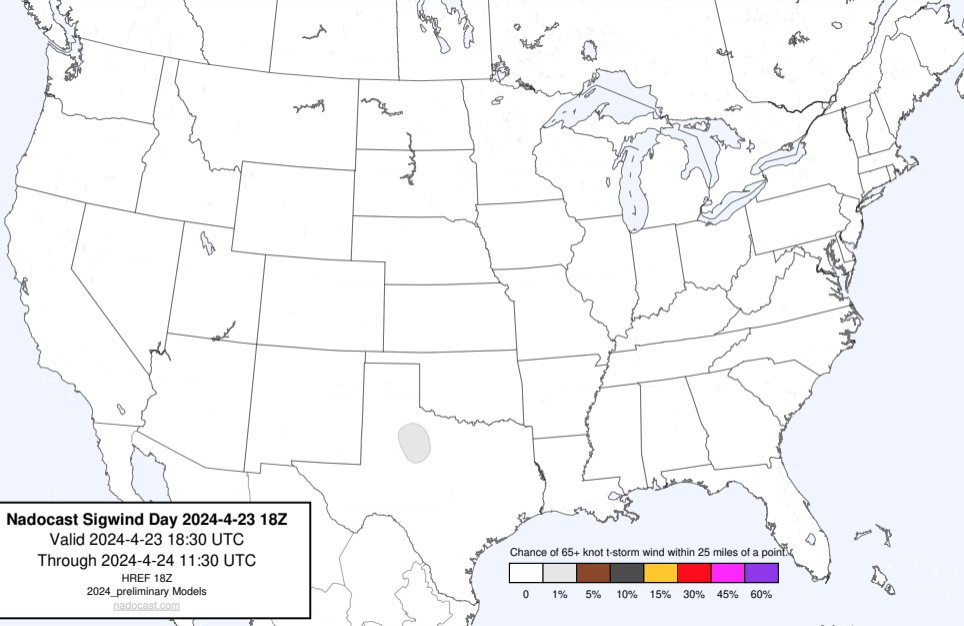 Nadocast Sigwind Day 2024-4-23 18Z
Valid 2024-4-23 18:30 UTC
Through 2024-4-24 11:30 UTC
HREF 18Z
2024_preliminary Models
nadocast.com
Chance of 65+ knot t-storm wind within 25 miles of a point.
0 1% 5% 10% 15% 30% 45% 60%